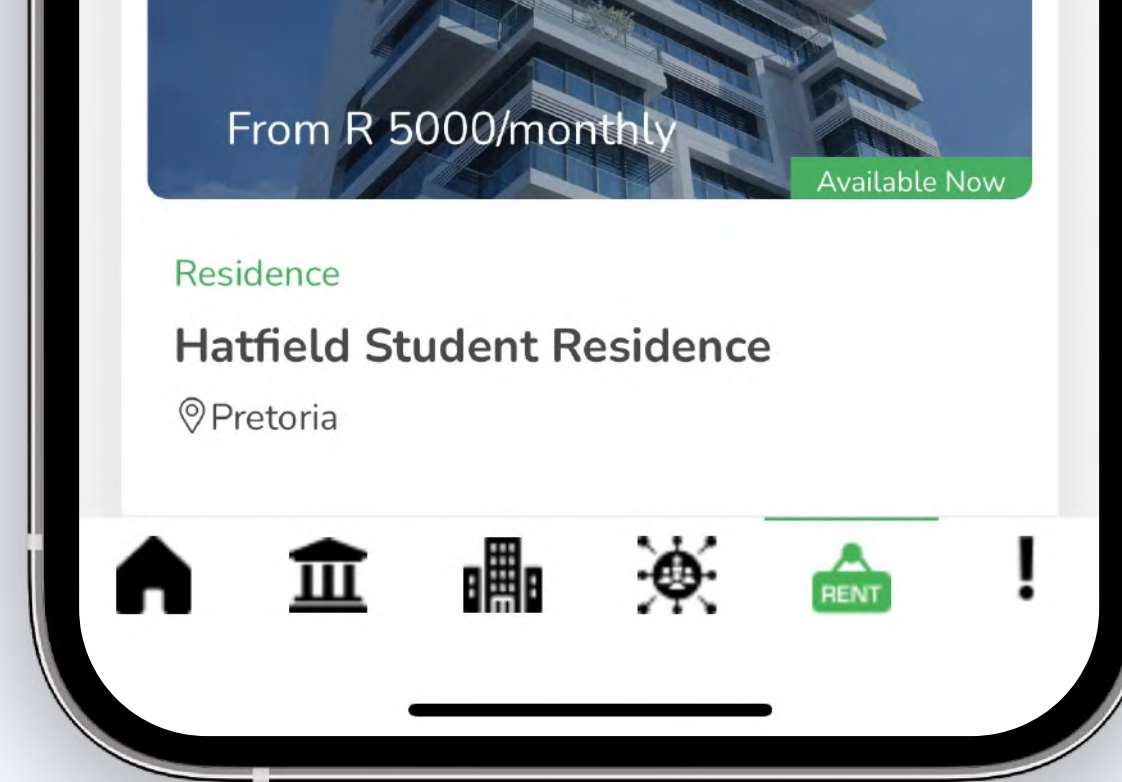 From R 5000/monthly
Available Now
Residence
Hatfield Student Residence
Pretoria
RENT